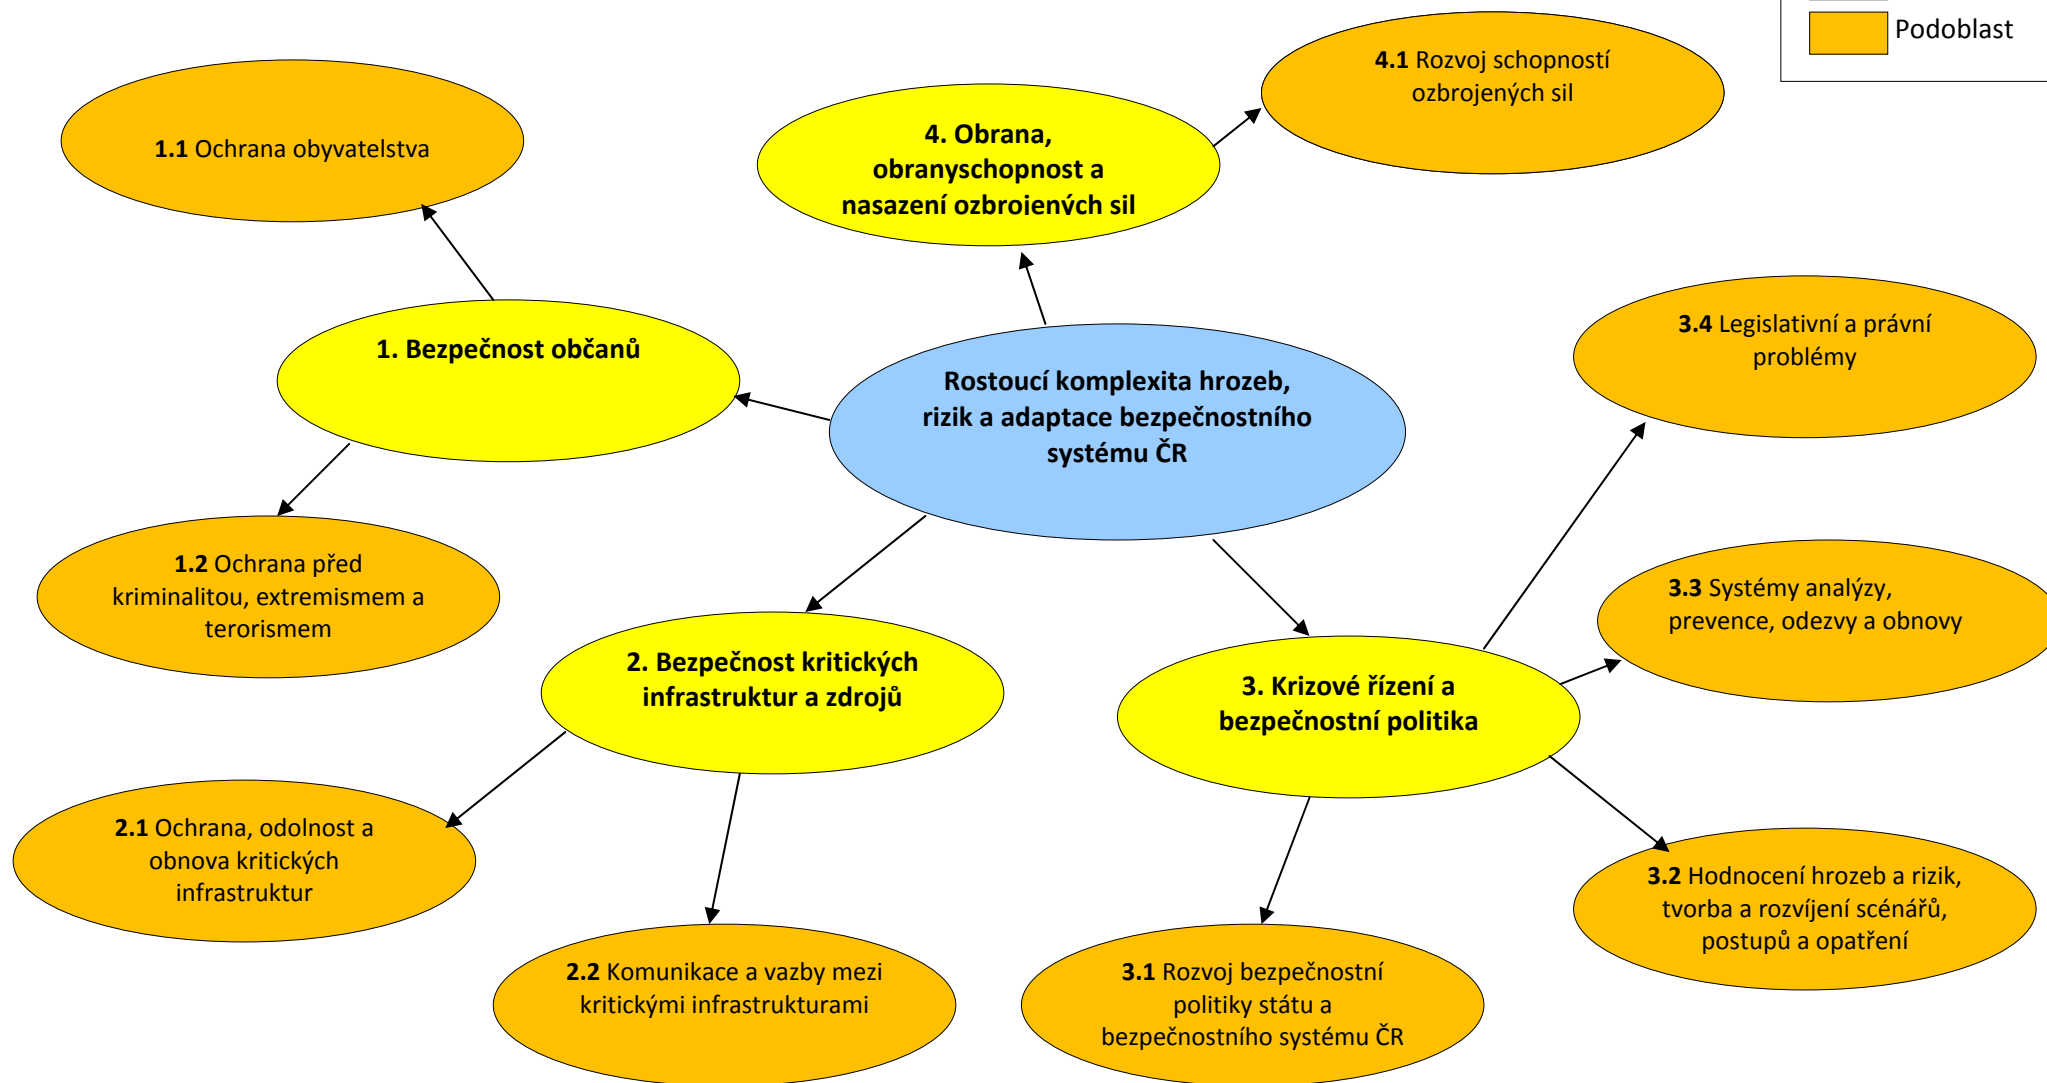 Podoblast
4.1 Rozvoj schopností
ozbrojených sil
1.1 Ochrana obyvatelstva
4. Obrana,
obranyschopnost a
nasazení ozbrojených sil
3.4 Legislativní a právní
problémy
1. Bezpečnost občanů
Rostoucí komplexita hrozeb,
rizik a adaptace bezpečnostního
systému ČR
1.2 Ochrana před
kriminalitou, extremismem a
terorismem
3.3 Systémy analýzy,
prevence, odezvy a obnovy
2. Bezpečnost kritických
infrastruktur a zdrojů
3. Krizové řízení a
bezpečnostní politika
2.1 Ochrana, odolnost a
obnova kritických
infrastruktur
3.2 Hodnocení hrozeb a rizik,
tvorba a rozvíjení scénářů,
postupů a opatření
2.2 Komunikace a vazby mezi
kritickými infrastrukturami
3.1 Rozvoj bezpečnostní
politiky státu a
bezpečnostního systému ČR